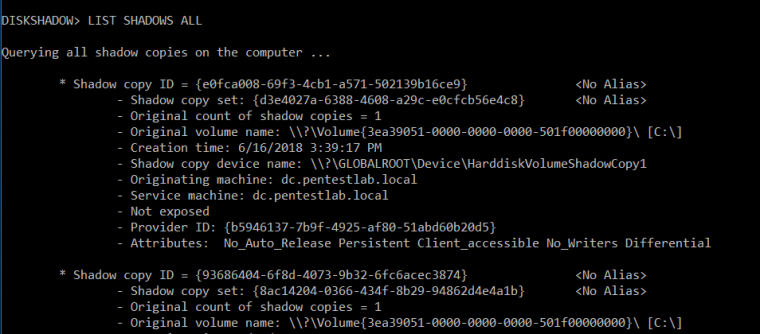 DISKSHADOW> LIST SHADOWS ALL
Querying all shadow copies on the computer ...
* Shadow copy ID = {e0fca008-69f3-4cb1-a571-502139b16ce9} <No Alias>
- Shadow copy set: {d3e4027a-6388-4608-a29c-e0cfcb56e4c8} <No Alias>
- Original count of shadow copies = 1
- Original volume name: \\?\Volume{3ea39051-0000-0000-0000-501f00000000}\ [C:\]
- Creation time: 6/16/2018 3:39:17 PM
- Shadow copy device name: \\?\GLOBALROOT\Device\HarddiskVolumeShadowCopy1
- Originating machine: dc.pentestlab.local
- Service machine: dc.pentestlab.local
- Not exposed
- Provider ID: {b5946137-7b9f-4925-af80-51abd60b20d5}
- Attributes:  No_Auto_Release Persistent Client_accessible No_Writers Differential
* Shadow copy ID = {93686404-6f8d-4073-9b32-6fc6acec3874} <No Alias>
- Shadow copy set: {8ac14204-0366-434f-8b29-94862d4e4a1b} <No Alias>
- Original count of shadow copies = 1
- Original volume name: \\?\Volume{3ea39051-0000-0000-0000-501f00000000}\ [C:\]